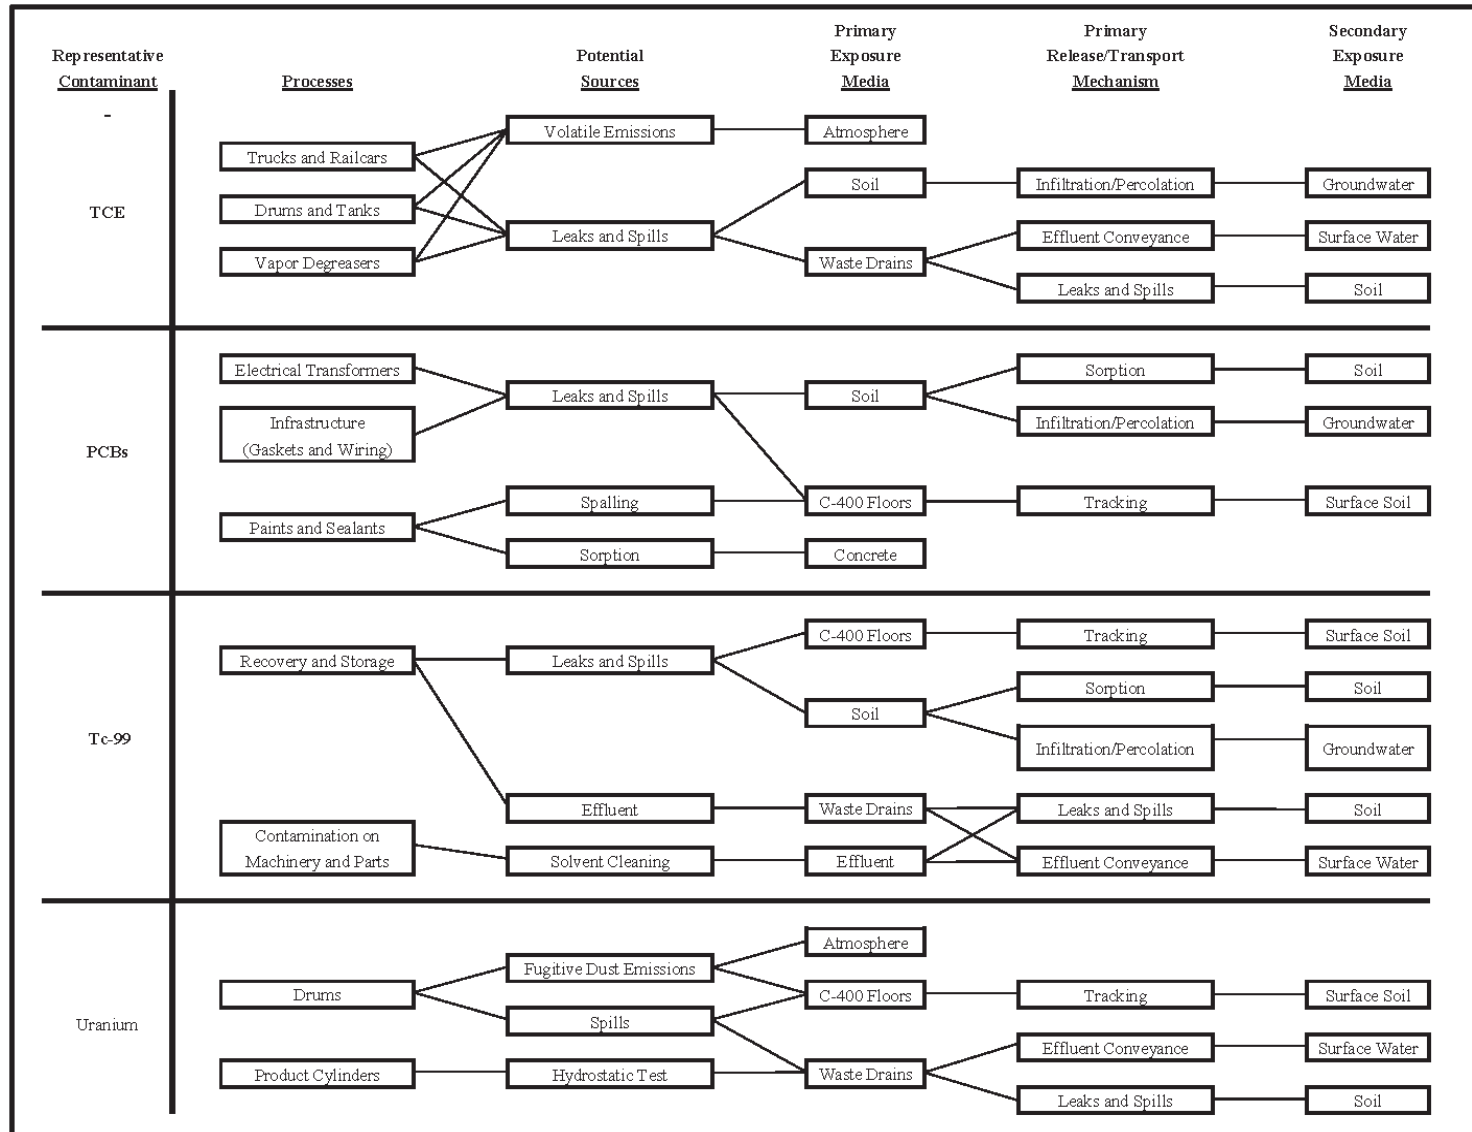 Representative
Contaminant
Processes
Potential
Sources
Primary
Exposure
Media
Primary
Release/Transport
Mechanism
Secondary
Exposure
Media
-
TCE
Trucks and Railcars
Drums and Tanks
Vapor Degreasers
Volatile Emissions
Leaks and Spills
Atmosphere
Soil
Waste Drains
Infiltration/Percolation
Effluent Conveyance
Leaks and Spills
Groundwater
Surface Water
Soil
PCBs
Electrical Transformers
Infrastructure
(Gaskets and Wiring)
Paints and Sealants
Leaks and Spills
Spalling
Sorption
Soil
C-400 Floors
Concrete
Sorption
Infiltration/Percolation
Tracking
Soil
Groundwater
Surface Soil
Tc-99
Recovery and Storage
Contamination on
Machinery and Parts
Leaks and Spills
Effluent
Solvent Cleaning
C-400 Floors
Soil
Waste Drains
Effluent
Tracking
Sorption
Infiltration/Percolation
Leaks and Spills
Effluent Conveyance
Surface Soil
Soil
Groundwater
Soil
Surface Water
Uranium
Drums
Product Cylinders
Fugitive Dust Emissions
Spills
Hydrostatic Test
Atmosphere
C-400 Floors
Waste Drains
Tracking
Effluent Conveyance
Leaks and Spills
Surface Soil
Surface Water
Soil